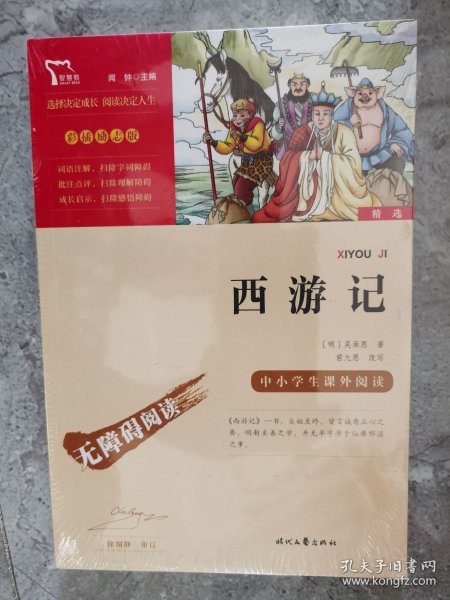 智慧熊
闻 钟·主编
选择决定成长 阅读决定人生
彩插励志版
词语注解，扫除字词障碍
批注点评，扫除理解障碍
成长启示，扫除感悟障碍
精选
XIYOU JI
西游记
[明]吴承恩 著
君九思 改写
中小学生课外阅读
《西游记》一书，自始至终，皆言诚意正心之
要，明新至善之学，并无半字涉于仙佛邪淫
之事。
无障碍阅读
审订
时代文艺出版社
孔夫子旧书网
www.kongfz.com